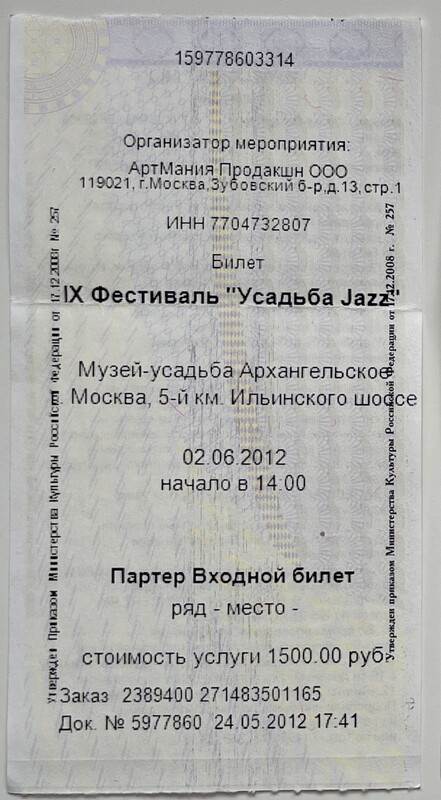 159778603314
Организатор мероприятия:
АртМания Продакшн ООО
119021, г.Москва,Зубовский б-р,д.13,стр.1
ИНН 7704732807
Билет
IX Фестиваль "Усадьба Jazz"
Музей-усадьба Архангельское
Москва, 5-й км. Ильинского шоссе
02.06.2012
начало в 14:00
Партер Входной билет
ряд - место -
стоимость услуги 1500.00 руб.
Заказ 2389400 271483501165
Док. № 5977860 24.05.2012 17:41
Утвержден Приказом Министерства Культуры Российской Федерации от 17.12.2008г № 257
Утвержден приказом Министерства Культуры Российской Федерации от 17.12.2008 г. № 257